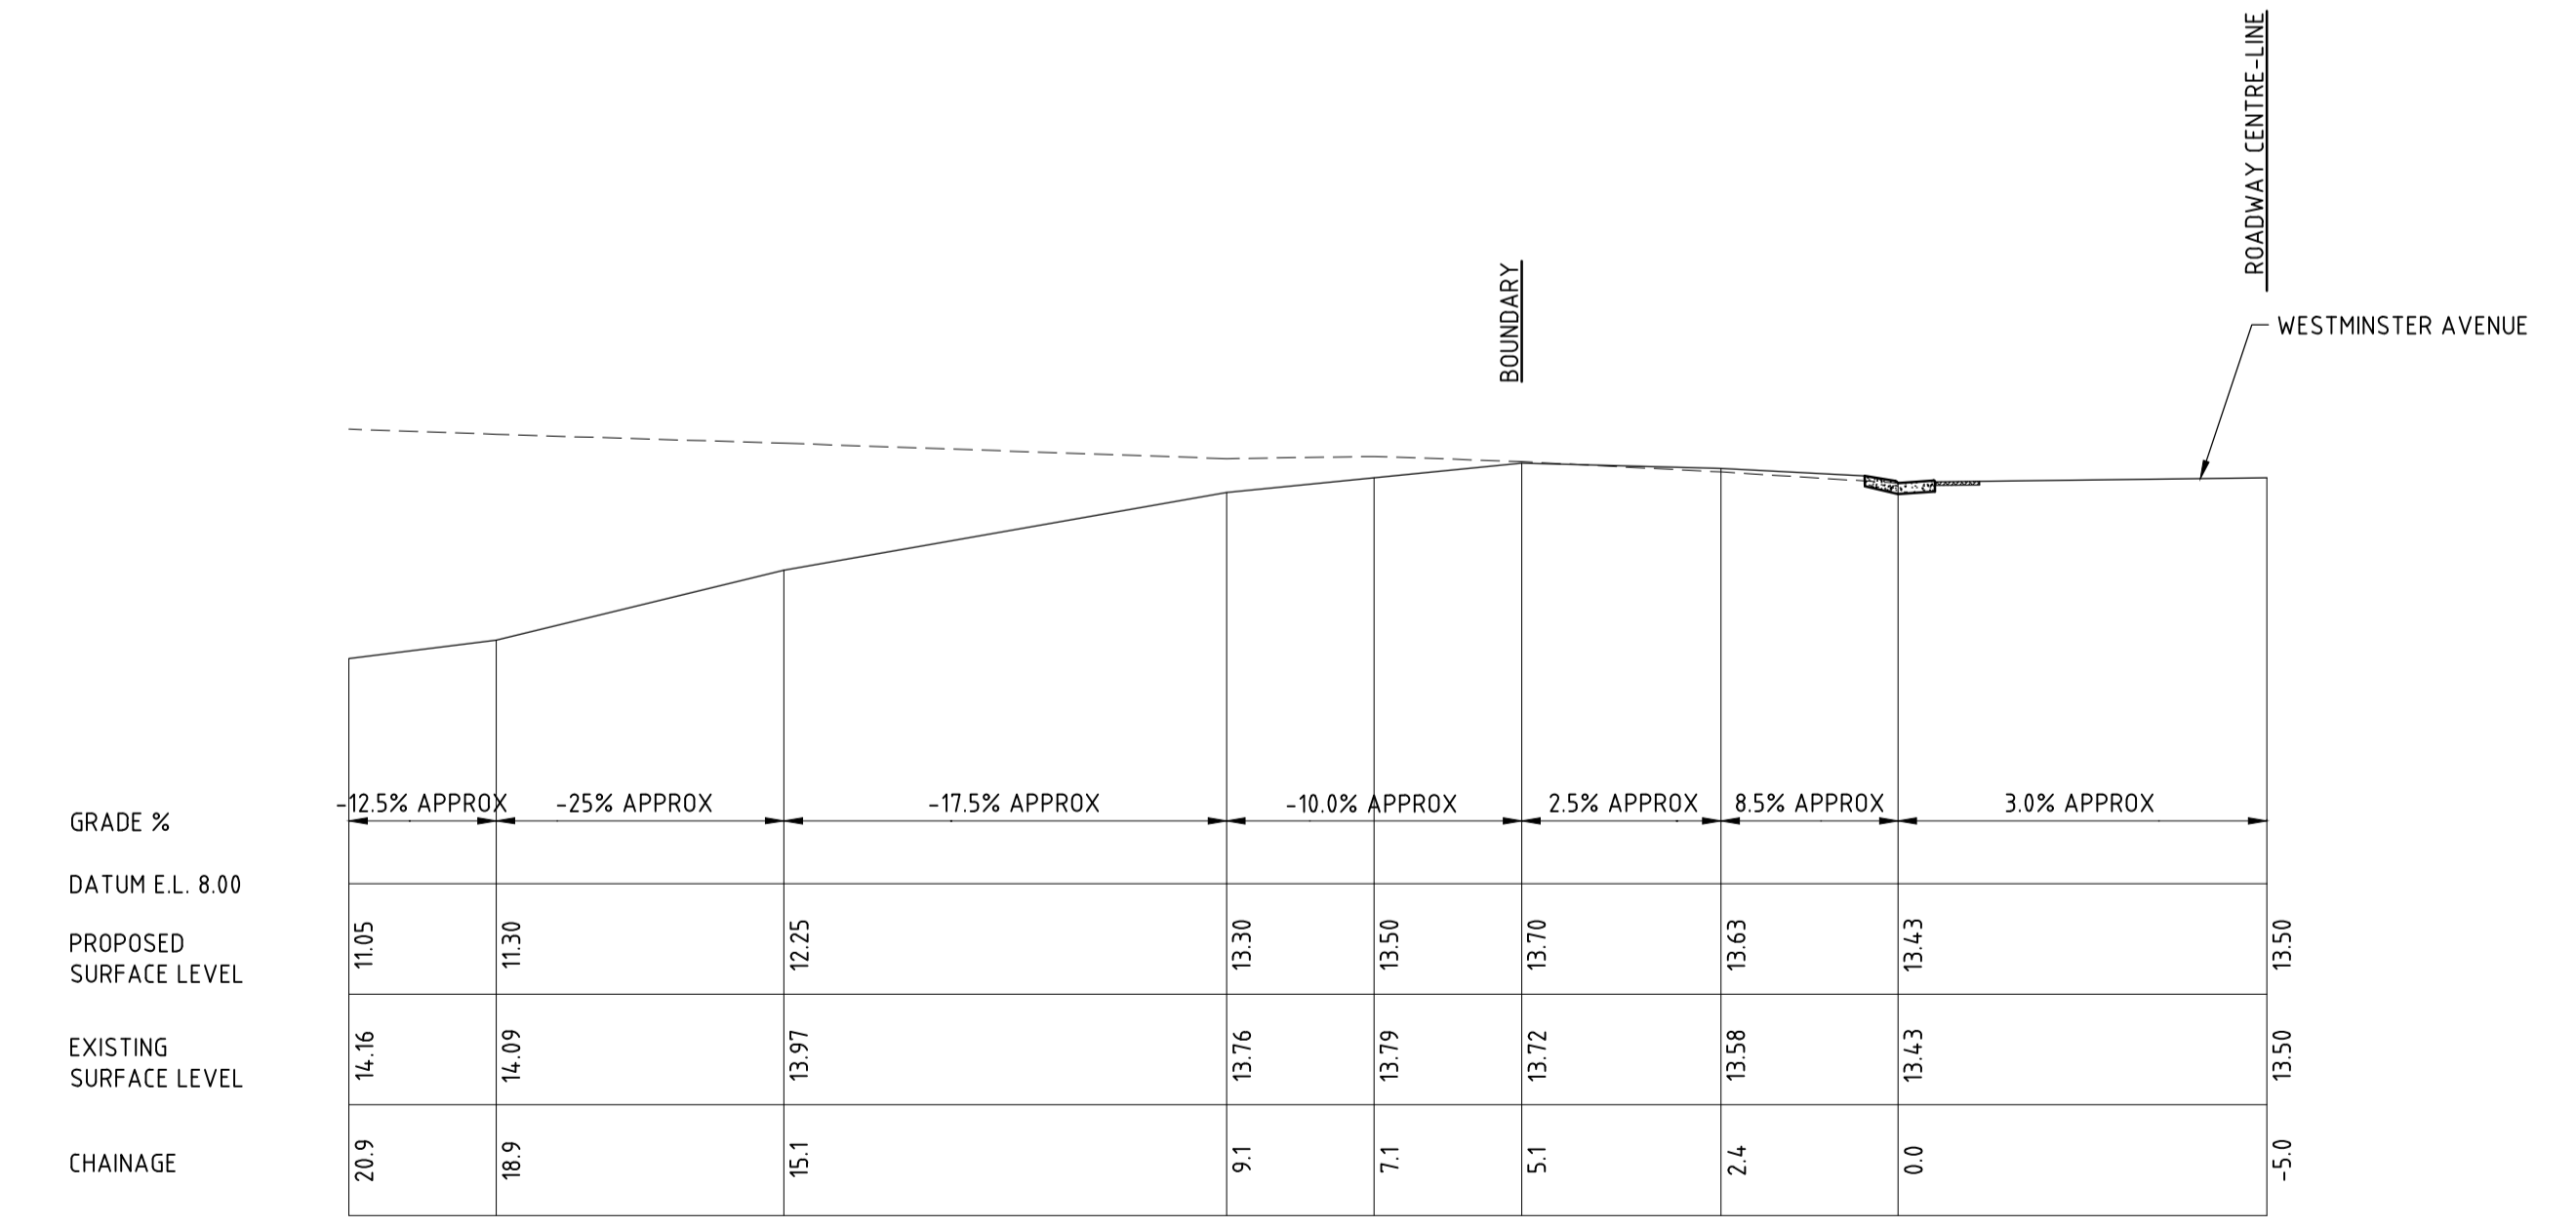 ROADWAY CENTRE-LINE
BOUNDARY
WESTMINSTER AVENUE
GRADE %
-12.5% APPROX
-25% APPROX
-17.5% APPROX
-10.0% APPROX
2.5% APPROX
8.5% APPROX
3.0% APPROX
DATUM E.L. 8.00
PROPOSED
SURFACE LEVEL
11.05
11.30
12.25
13.30
13.50
13.70
13.63
13.43
13.50
EXISTING
SURFACE LEVEL
14.16
14.09
13.97
13.76
13.79
13.72
13.58
13.43
13.50
CHAINAGE
20.9
18.9
15.1
9.1
7.1
5.1
2.4
0.0
-5.0